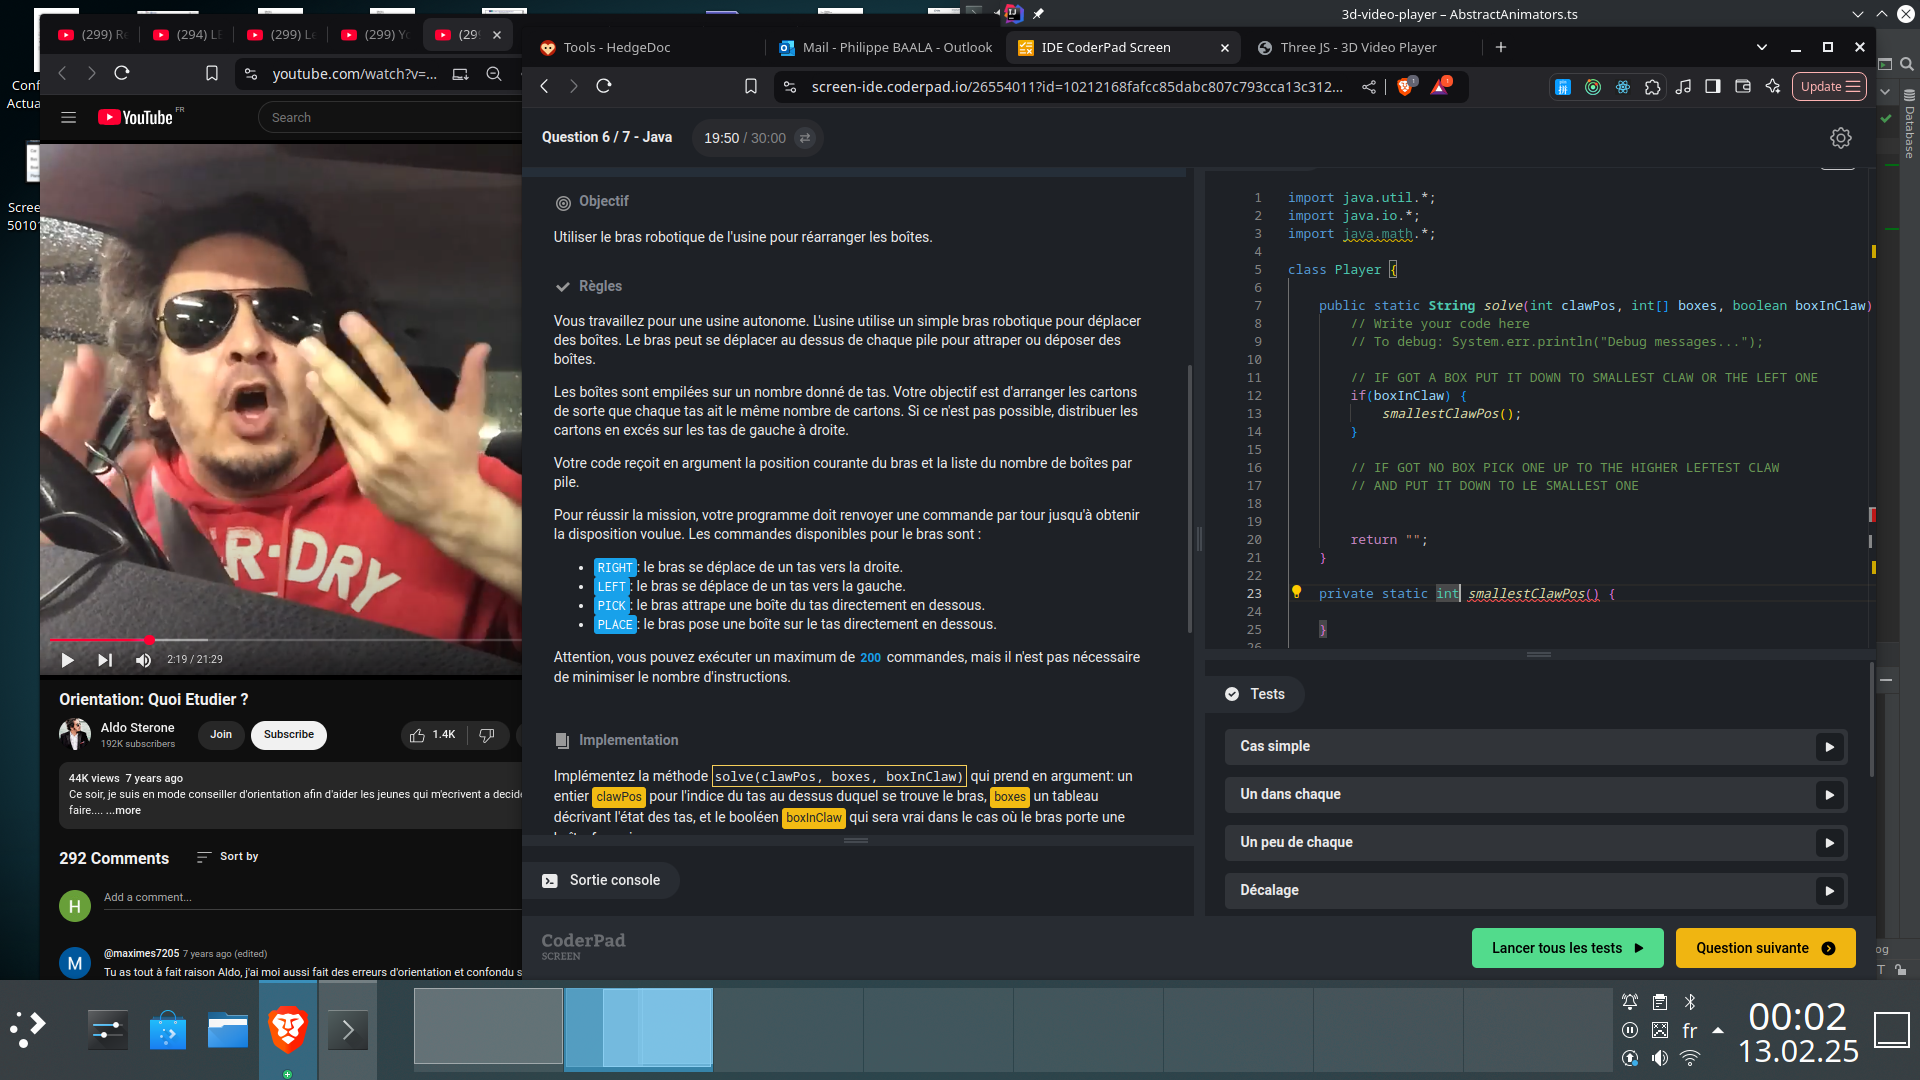 3d-video-player – AbstractAnimators.ts
(299) R
(294) L
(299) L
(299) Y
(29
Tools - HedgeDoc
Mail - Philippe BAALA - Outlook
IDE CoderPad Screen
Three JS - 3D Video Player
youtube.com/watch?v=...
screen-ide.coderpad.io/26554011?id=10212168fafcc85dabc807c793cca13c312...
Update
Conf
Actua
Scree
5010
YouTube FR
Search
Database
Question 6 / 7 - Java
19:50 / 30:00
Objectif
Utiliser le bras robotique de l'usine pour réarranger les boîtes.
Règles
Vous travaillez pour une usine autonome. L'usine utilise un simple bras robotique pour déplacer
des boîtes. Le bras peut se déplacer au dessus de chaque pile pour attraper ou déposer des
boîtes.
Les boîtes sont empilées sur un nombre donné de tas. Votre objectif est d'arranger les cartons
de sorte que chaque tas ait le même nombre de cartons. Si ce n'est pas possible, distribuer les
cartons en excés sur les tas de gauche à droite.
Votre code reçoit en argument la position courante du bras et la liste du nombre de boîtes par
pile.
Pour réussir la mission, votre programme doit renvoyer une commande par tour jusqu'à obtenir
la disposition voulue. Les commandes disponibles pour le bras sont :
• RIGHT: le bras se déplace de un tas vers la droite.
• LEFT: le bras se déplace de un tas vers la gauche.
• PICK: le bras attrape une boîte du tas directement en dessous.
• PLACE: le bras pose une boîte sur le tas directement en dessous.
Attention, vous pouvez exécuter un maximum de 200 commandes, mais il n'est pas nécessaire
de minimiser le nombre d'instructions.
Implementation
Implémentez la méthode solve(clawPos, boxes, boxInClaw) qui prend en argument: un
entier clawPos pour l'indice du tas au dessus duquel se trouve le bras, boxes un tableau
décrivant l'état des tas, et le booléen boxInClaw qui sera vrai dans le cas où le bras porte une
Sortie console
CoderPad
SCREEN
1 import java.util.*;
2 import java.io.*;
3 import java.math.*;
4
5 class Player {
6
7 public static String solve(int clawPos, int[] boxes, boolean boxInClaw)
8 // Write your code here
9 // To debug: System.err.println("Debug messages...");
10
11 // IF GOT A BOX PUT IT DOWN TO SMALLEST CLAW OR THE LEFT ONE
12 if(boxInClaw) {
13 smallestClawPos();
14 }
15
16 // IF GOT NO BOX PICK ONE UP TO THE HIGHER LEFTEST CLAW
17 // AND PUT IT DOWN TO LE SMALLEST ONE
18
19
20 return "";
21 }
22
23 private static int smallestClawPos() {
24
25 }
26
Tests
Cas simple
Un dans chaque
Un peu de chaque
Décalage
Lancer tous les tests
Question suivante
R·DRY
2:19 / 21:29
Orientation: Quoi Etudier ?
Aldo Sterone
192K subscribers
Join
Subscribe
1.4K
44K views 7 years ago
Ce soir, je suis en mode conseiller d'orientation afin d'aider les jeunes qui m'ecrivent a decid
faire.... ...more
292 Comments
Sort by
H
Add a comment...
M
@maximes7205 7 years ago (edited)
Tu as tout à fait raison Aldo, j'ai moi aussi fait des erreurs d'orientation et confondu s
og
T
fr
00:02
13.02.25